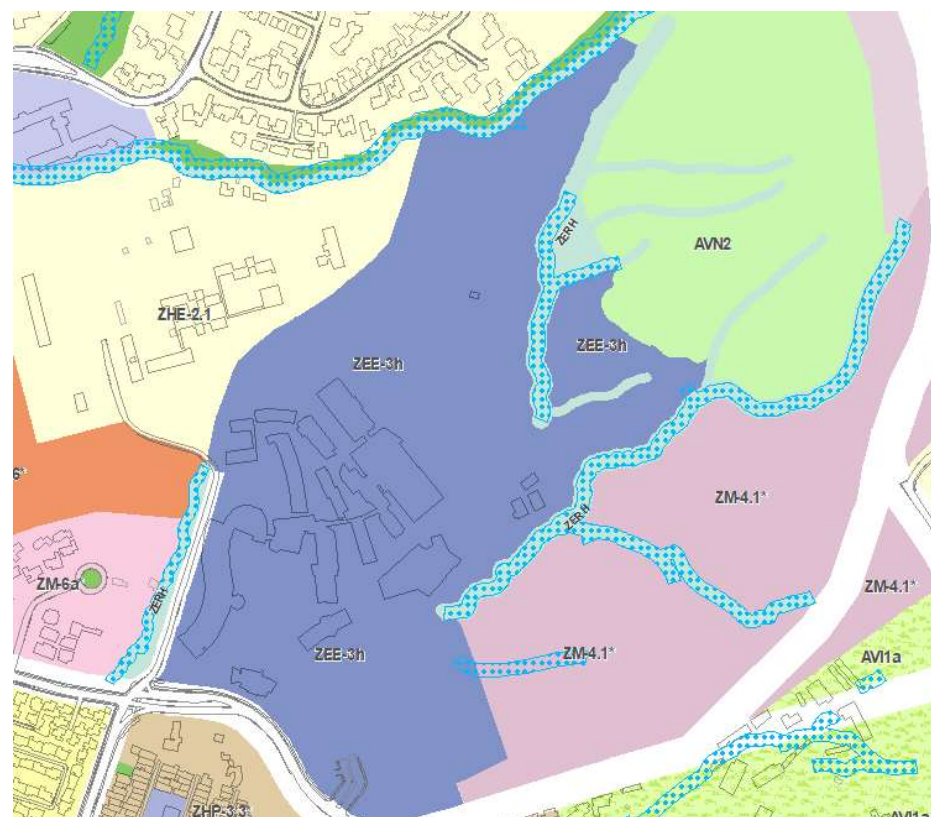 ZERH
AVN2
ZHE-2.1
ZEE-3h
ZEE-3h
6*
ZM-4.1*
ZERH
ZM-6a*
ZERH
ZM-4.1*
ZEE-3h
ZM-4.1*
AVI1a
ZHP-3.3*
AVI1a